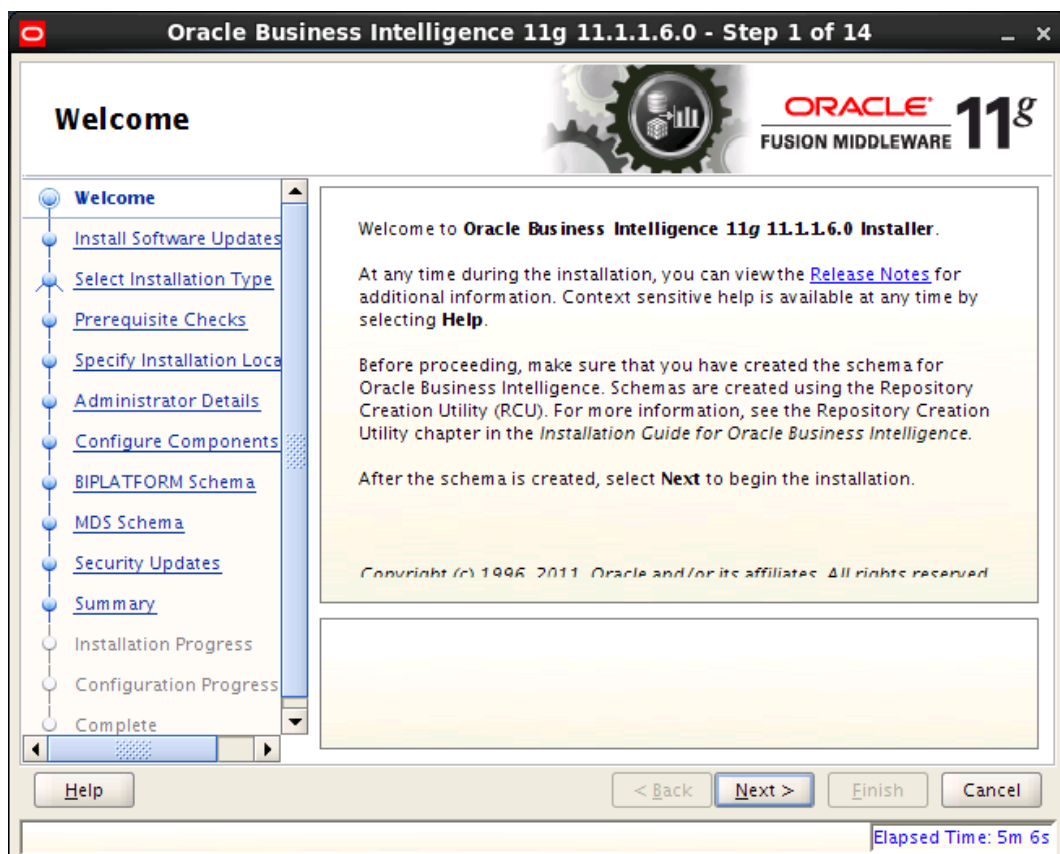 Oracle Business Intelligence 11g 11.1.1.6.0 - Step 1 of 14
Welcome
ORACLE®
FUSION MIDDLEWARE 11g
Welcome
Install Software Updates
Select Installation Type
Prerequisite Checks
Specify Installation Loca
Administrator Details
Configure Components
BIPLATFORM Schema
MDS Schema
Security Updates
Summary
Installation Progress
Configuration Progress
Complete
Welcome to Oracle Business Intelligence 11g 11.1.1.6.0 Installer.
At any time during the installation, you can view the Release Notes for
additional information. Context sensitive help is available at any time by
selecting Help.
Before proceeding, make sure that you have created the schema for
Oracle Business Intelligence. Schemas are created using the Repository
Creation Utility (RCU). For more information, see the Repository Creation
Utility chapter in the Installation Guide for Oracle Business Intelligence.
After the schema is created, select Next to begin the installation.
Copyright (c) 1996, 2011, Oracle and/or its affiliates. All rights reserved
Help
< Back
Next >
Finish
Cancel
Elapsed Time: 5m 6s